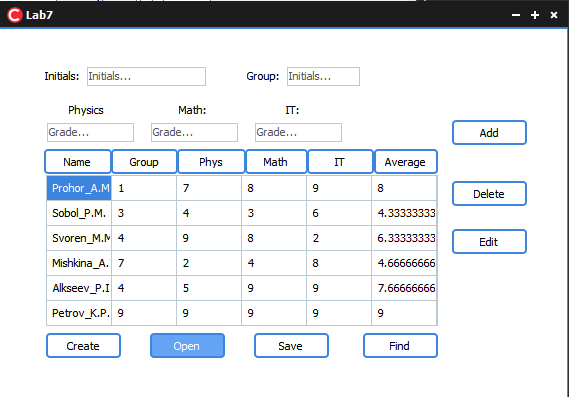 Lab7
Initials: Initials... Group: Initials...
Physics Math: IT:
Grade... Grade... Grade...
Add
Name Group Phys Math IT Average
Prohor_A.M 1 7 8 9 8
Delete
Sobol_P.M. 3 4 3 6 4.33333333
Svoren_M.M 4 9 8 2 6.33333333
Edit
Mishkina_A. 7 2 4 8 4.66666666
Alkseev_P.I 4 5 9 9 7.66666666
Petrov_K.P. 9 9 9 9 9
Create Open Save Find